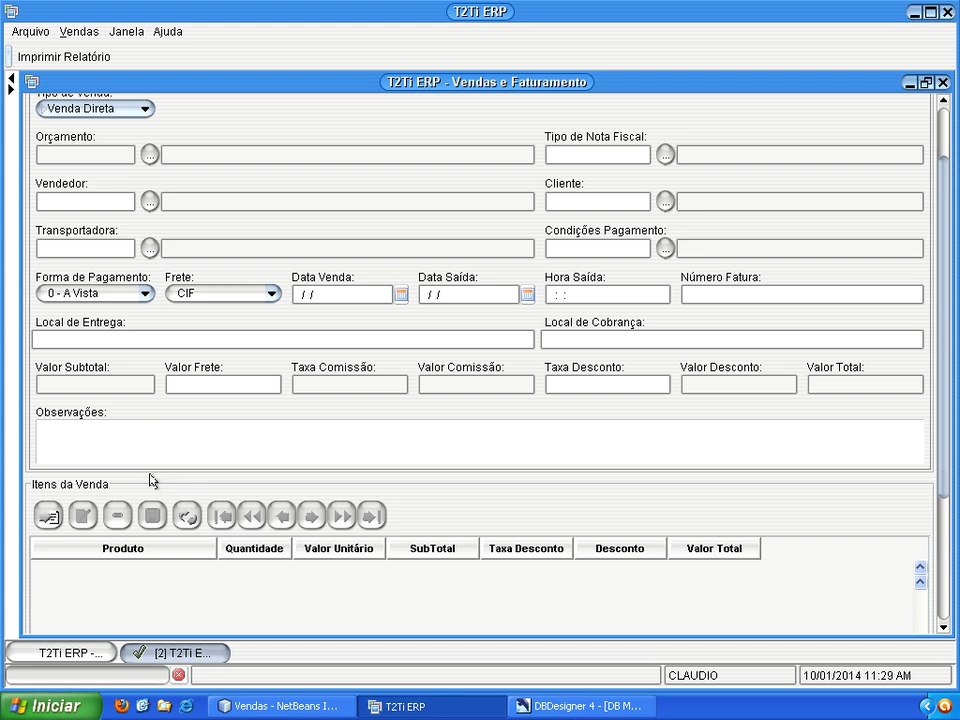 T2Ti ERP
Arquivo Vendas Janela Ajuda
Imprimir Relatório
T2Ti ERP - Vendas e Faturamento
Tipo de Venda:
Venda Direta
Orçamento: Tipo de Nota Fiscal:
... ...
Vendedor: Cliente:
... ...
Transportadora: Condições Pagamento:
... ...
Forma de Pagamento: Frete: Data Venda: Data Saída: Hora Saída: Número Fatura:
0 - A Vista CIF / / / / : :
Local de Entrega: Local de Cobrança:
Valor Subtotal: Valor Frete: Taxa Comissão: Valor Comissão: Taxa Desconto: Valor Desconto: Valor Total:
Observações:
Itens da Venda
Produto Quantidade Valor Unitário SubTotal Taxa Desconto Desconto Valor Total
T2Ti ERP -... [2] T2Ti E...
CLAUDIO 10/01/2014 11:29 AM
Iniciar Vendas - NetBeans I... T2Ti ERP DBDesigner 4 - [DB M...